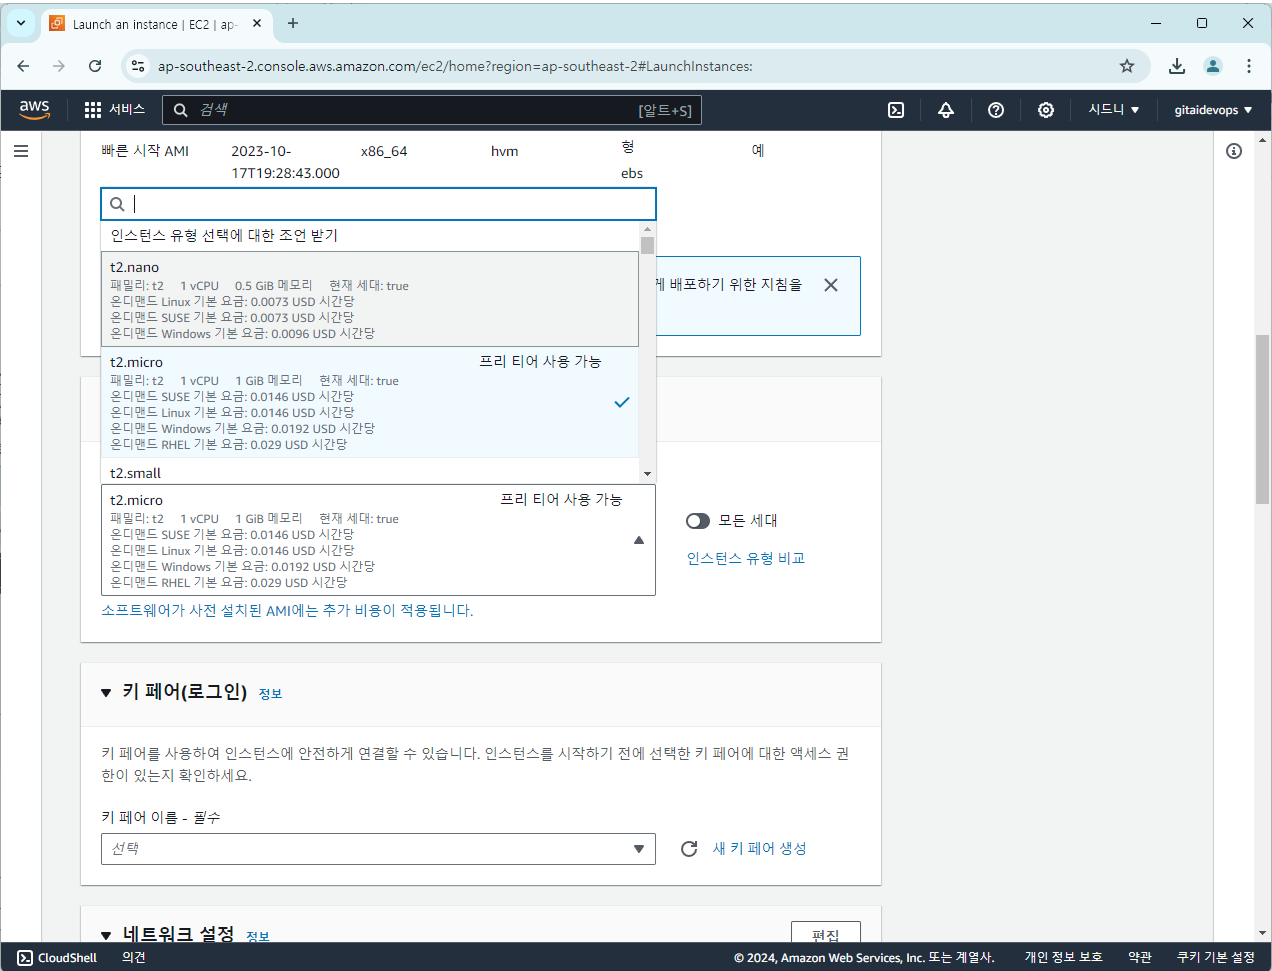 Launch an instance | EC2 | ap-
ap-southeast-2.console.aws.amazon.com/ec2/home?region=ap-southeast-2#LaunchInstances:
aws 서비스 검색 [알트+S] 시드니 gitaidevops
빠른 시작 AMI 2023-10-17T19:28:43.000 x86_64 hvm 형 예
ebs
인스턴스 유형 선택에 대한 조언 받기
t2.nano
패밀리: t2 1 vCPU 0.5 GiB 메모리 현재 세대: true
온디맨드 Linux 기본 요금: 0.0073 USD 시간당
온디맨드 SUSE 기본 요금: 0.0073 USD 시간당
온디맨드 Windows 기본 요금: 0.0096 USD 시간당
게 배포하기 위한 지침을
t2.micro 프리 티어 사용 가능
패밀리: t2 1 vCPU 1 GiB 메모리 현재 세대: true
온디맨드 SUSE 기본 요금: 0.0146 USD 시간당
온디맨드 Linux 기본 요금: 0.0146 USD 시간당
온디맨드 Windows 기본 요금: 0.0192 USD 시간당
온디맨드 RHEL 기본 요금: 0.029 USD 시간당
t2.small
t2.micro 프리 티어 사용 가능
패밀리: t2 1 vCPU 1 GiB 메모리 현재 세대: true
온디맨드 SUSE 기본 요금: 0.0146 USD 시간당
온디맨드 Linux 기본 요금: 0.0146 USD 시간당
온디맨드 Windows 기본 요금: 0.0192 USD 시간당
온디맨드 RHEL 기본 요금: 0.029 USD 시간당
모든 세대
인스턴스 유형 비교
소프트웨어가 사전 설치된 AMI에는 추가 비용이 적용됩니다.
키 페어(로그인) 정보
키 페어를 사용하여 인스턴스에 안전하게 연결할 수 있습니다. 인스턴스를 시작하기 전에 선택한 키 페어에 대한 액세스 권
한이 있는지 확인하세요.
키 페어 이름 - 필수
선택 새 키 페어 생성
네트워크 설정 정보 편집
CloudShell 의견 © 2024, Amazon Web Services, Inc. 또는 계열사. 개인 정보 보호 약관 쿠키 기본 설정